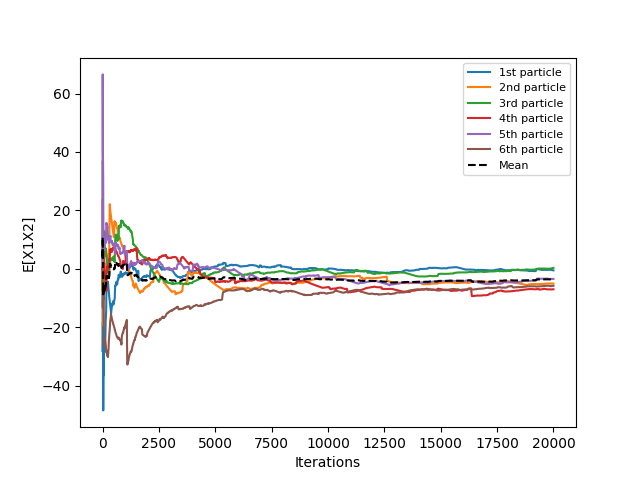 1st particle
2nd particle
3rd particle
4th particle
5th particle
6th particle
Mean
E[X1X2]
60
40
20
0
−20
−40
0 2500 5000 7500 10000 12500 15000 17500 20000
Iterations